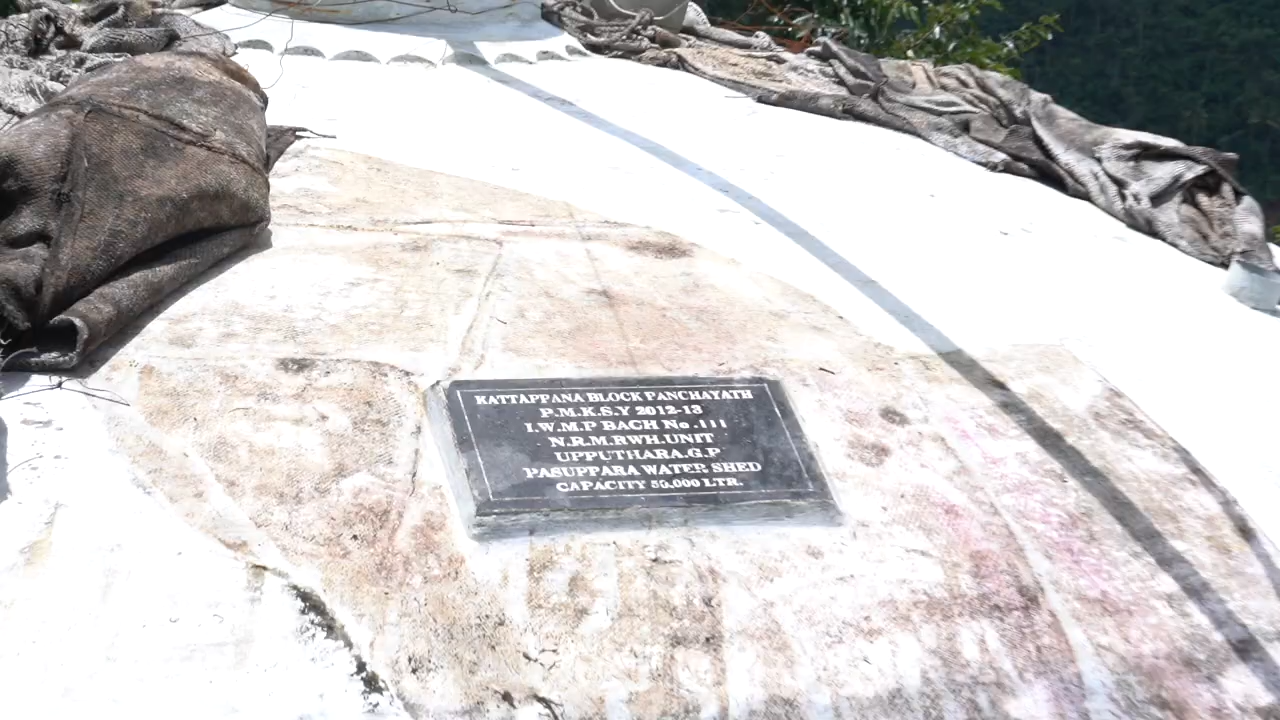 KATTAPPANA BLOCK PANCHAYATH
P.M.K.S.Y 2012-13
I.W.M.P BACH No .111
N.R.M.RWH.UNIT
UPPUTHARA.G.P
PASUPPARA WATER SHED
CAPACITY 50,000 LTR.